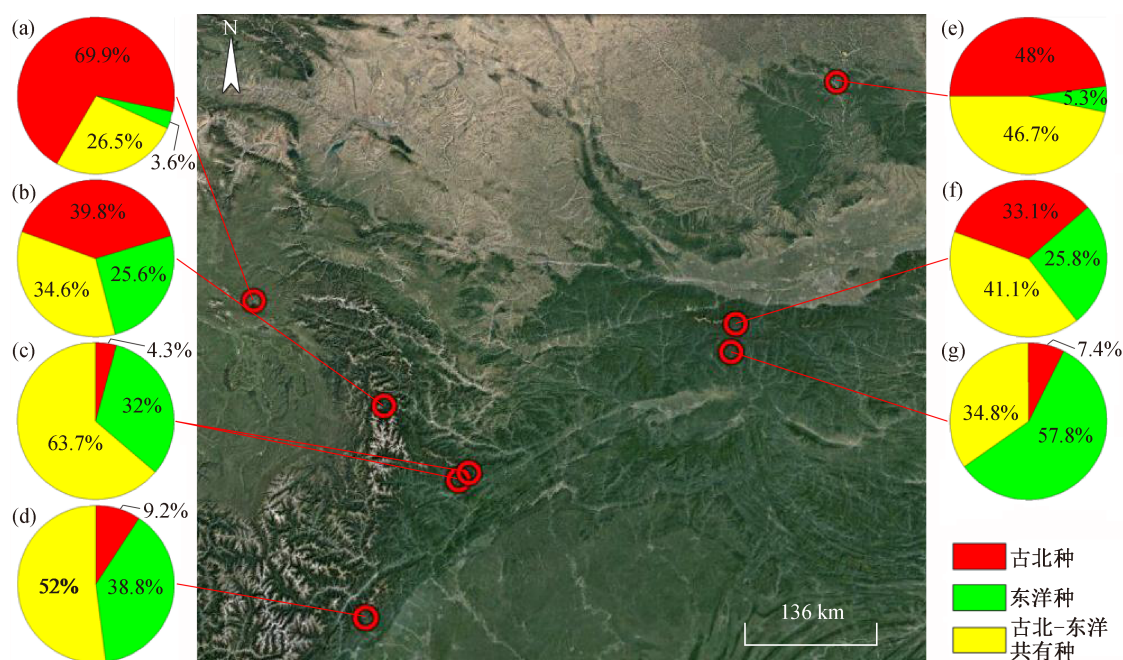 (a)
69.9%
26.5%
3.6%
(b)
39.8%
25.6%
34.6%
(c)
4.3%
32%
63.7%
(d)
9.2%
38.8%
52%
N
136 km
(e)
48%
5.3%
46.7%
(f)
33.1%
25.8%
41.1%
(g)
7.4%
34.8%
57.8%
古北种
东洋种
古北-东洋
共有种